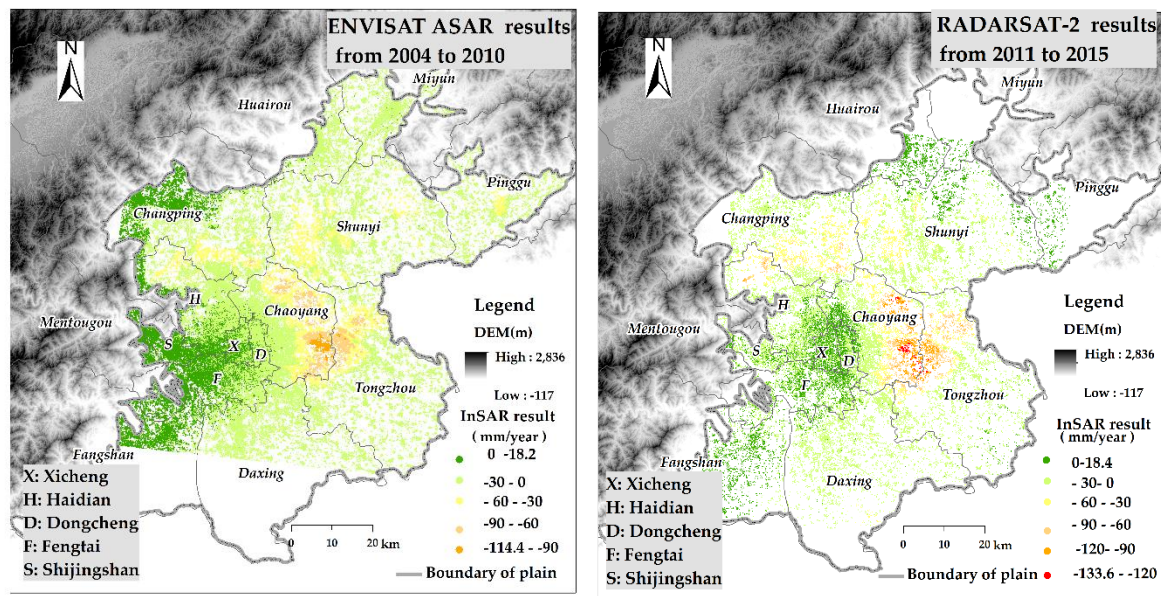 ENVISAT ASAR results
from 2004 to 2010
N
Miyun
Huairou
Pinggu
Changping
Shunyi
H
Chaoyang
Mentougou
S
X
D
F
Tongzhou
Fangshan
Daxing
Legend
DEM(m)
High : 2,836
Low : -117
InSAR result
( mm/year )
0 -18.2
-30 - 0
- 60 - -30
-90 - -60
-114.4 - -90
X: Xicheng
H: Haidian
D: Dongcheng
F: Fengtai
S: Shijingshan
0 10 20 km
Boundary of plain
RADARSAT-2 results
from 2011 to 2015
N
Miyun
Huairou
Pinggu
Changping
Shunyi
H
Chaoyang
Mentougou
S
X
D
F
Tongzhou
Fangshan
Daxing
Legend
DEM(m)
High : 2,836
Low : -117
InSAR result
( mm/year )
0-18.4
- 30- 0
- 60 - -30
- 90 - -60
-120- -90
-133.6 - -120
X: Xicheng
H: Haidian
D: Dongcheng
F: Fengtai
S: Shijingshan
0 10 20 km
Boundary of plain